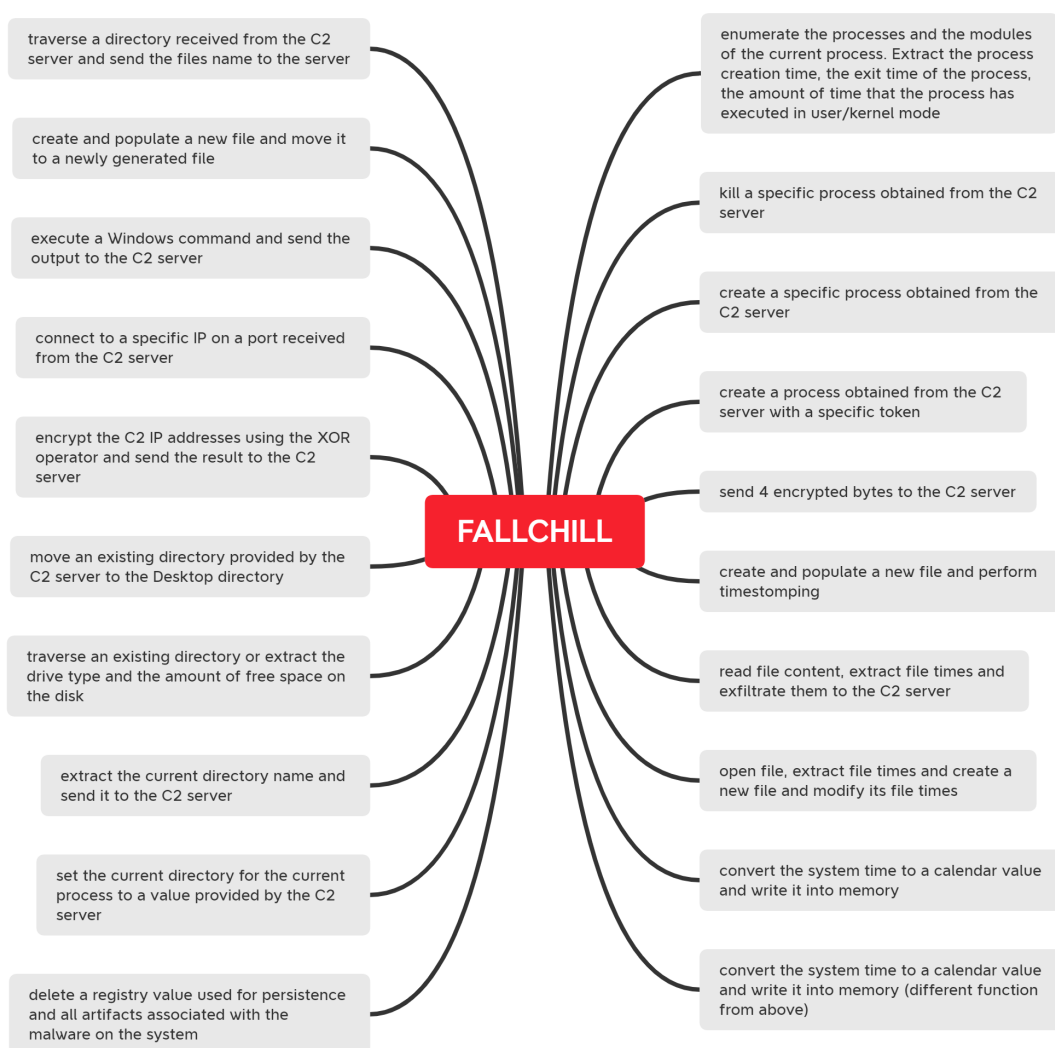 traverse a directory received from the C2
server and send the files name to the server
create and populate a new file and move it
to a newly generated file
execute a Windows command and send the
output to the C2 server
connect to a specific IP on a port received
from the C2 server
encrypt the C2 IP addresses using the XOR
operator and send the result to the C2
server
move an existing directory provided by the
C2 server to the Desktop directory
traverse an existing directory or extract the
drive type and the amount of free space on
the disk
extract the current directory name and
send it to the C2 server
set the current directory for the current
process to a value provided by the C2
server
delete a registry value used for persistence
and all artifacts associated with the
malware on the system
FALLCHILL
enumerate the processes and the modules
of the current process. Extract the process
creation time, the exit time of the process,
the amount of time that the process has
executed in user/kernel mode
kill a specific process obtained from the C2
server
create a specific process obtained from the
C2 server
create a process obtained from the C2
server with a specific token
send 4 encrypted bytes to the C2 server
create and populate a new file and perform
timestomping
read file content, extract file times and
exfiltrate them to the C2 server
open file, extract file times and create a
new file and modify its file times
convert the system time to a calendar value
and write it into memory
convert the system time to a calendar value
and write it into memory (different function
from above)